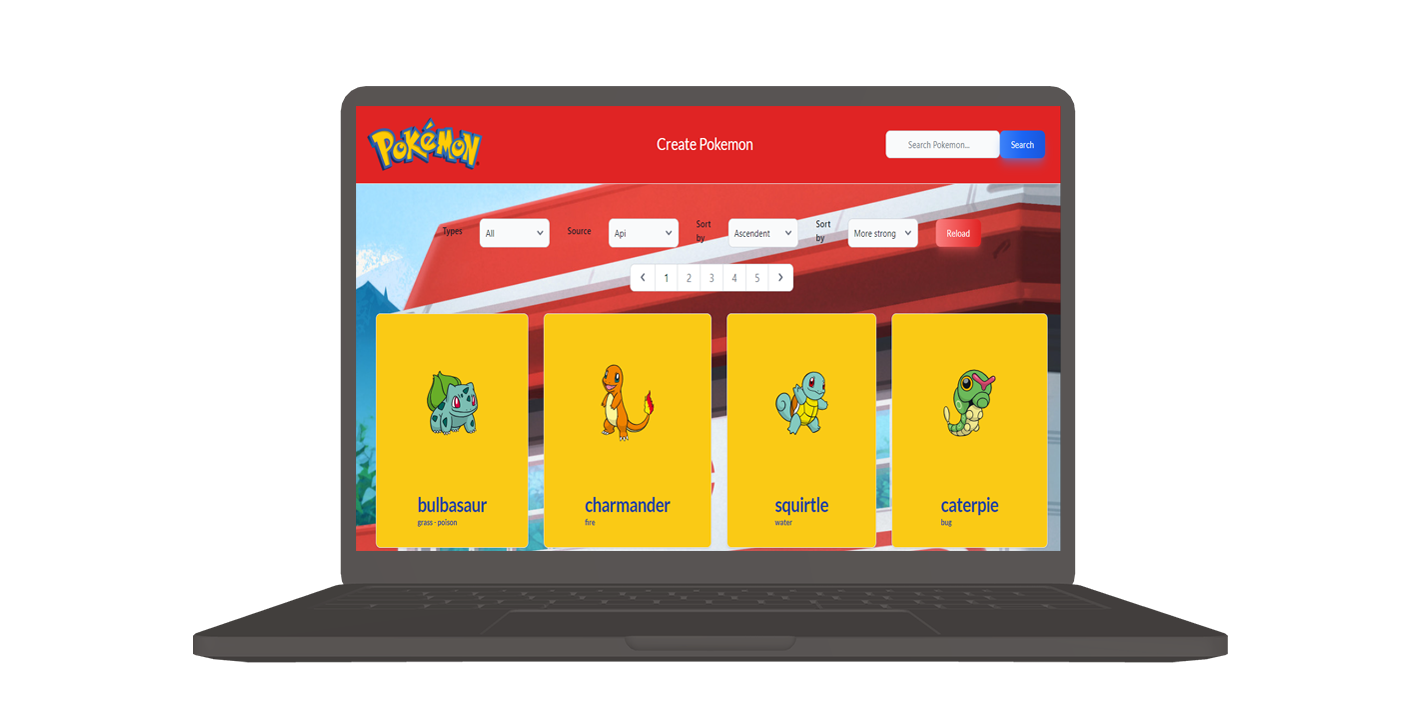 POKéMON
Create Pokemon
Search Pokemon...
Search
Types
All
Source
Api
Sort
by
Ascendent
Sort
by
More strong
Reload
‹ 1 2 3 4 5 ›
bulbasaur
grass - poison
charmander
fire
squirtle
water
caterpie
bug